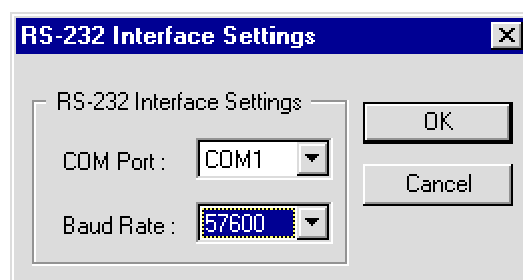 RS-232 Interface Settings
RS-232 Interface Settings
COM Port : COM1
Baud Rate : 57600
OK
Cancel